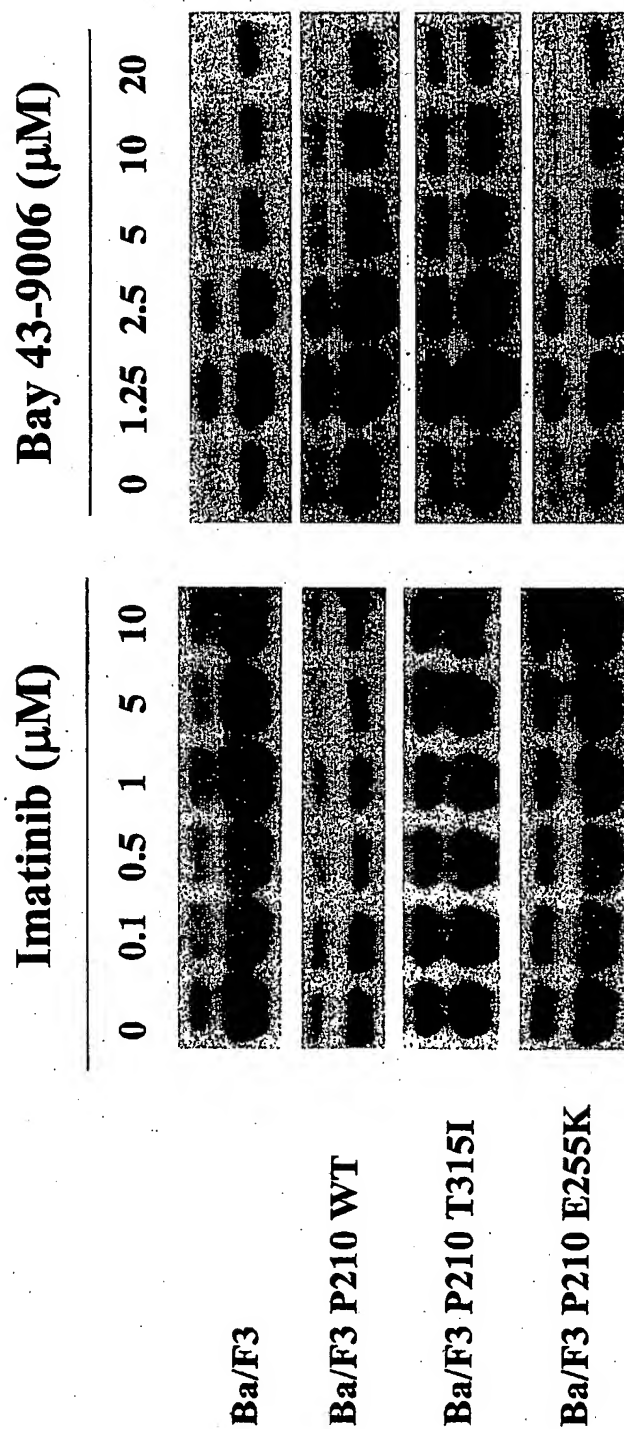 Imatinib (µM)
Bay 43-9006 (µM)
0 0.1 0.5 1 5 10
0 1.25 2.5 5 10 20
Ba/F3
Ba/F3 P210 WT
Ba/F3 P210 T315I
Ba/F3 P210 E255K